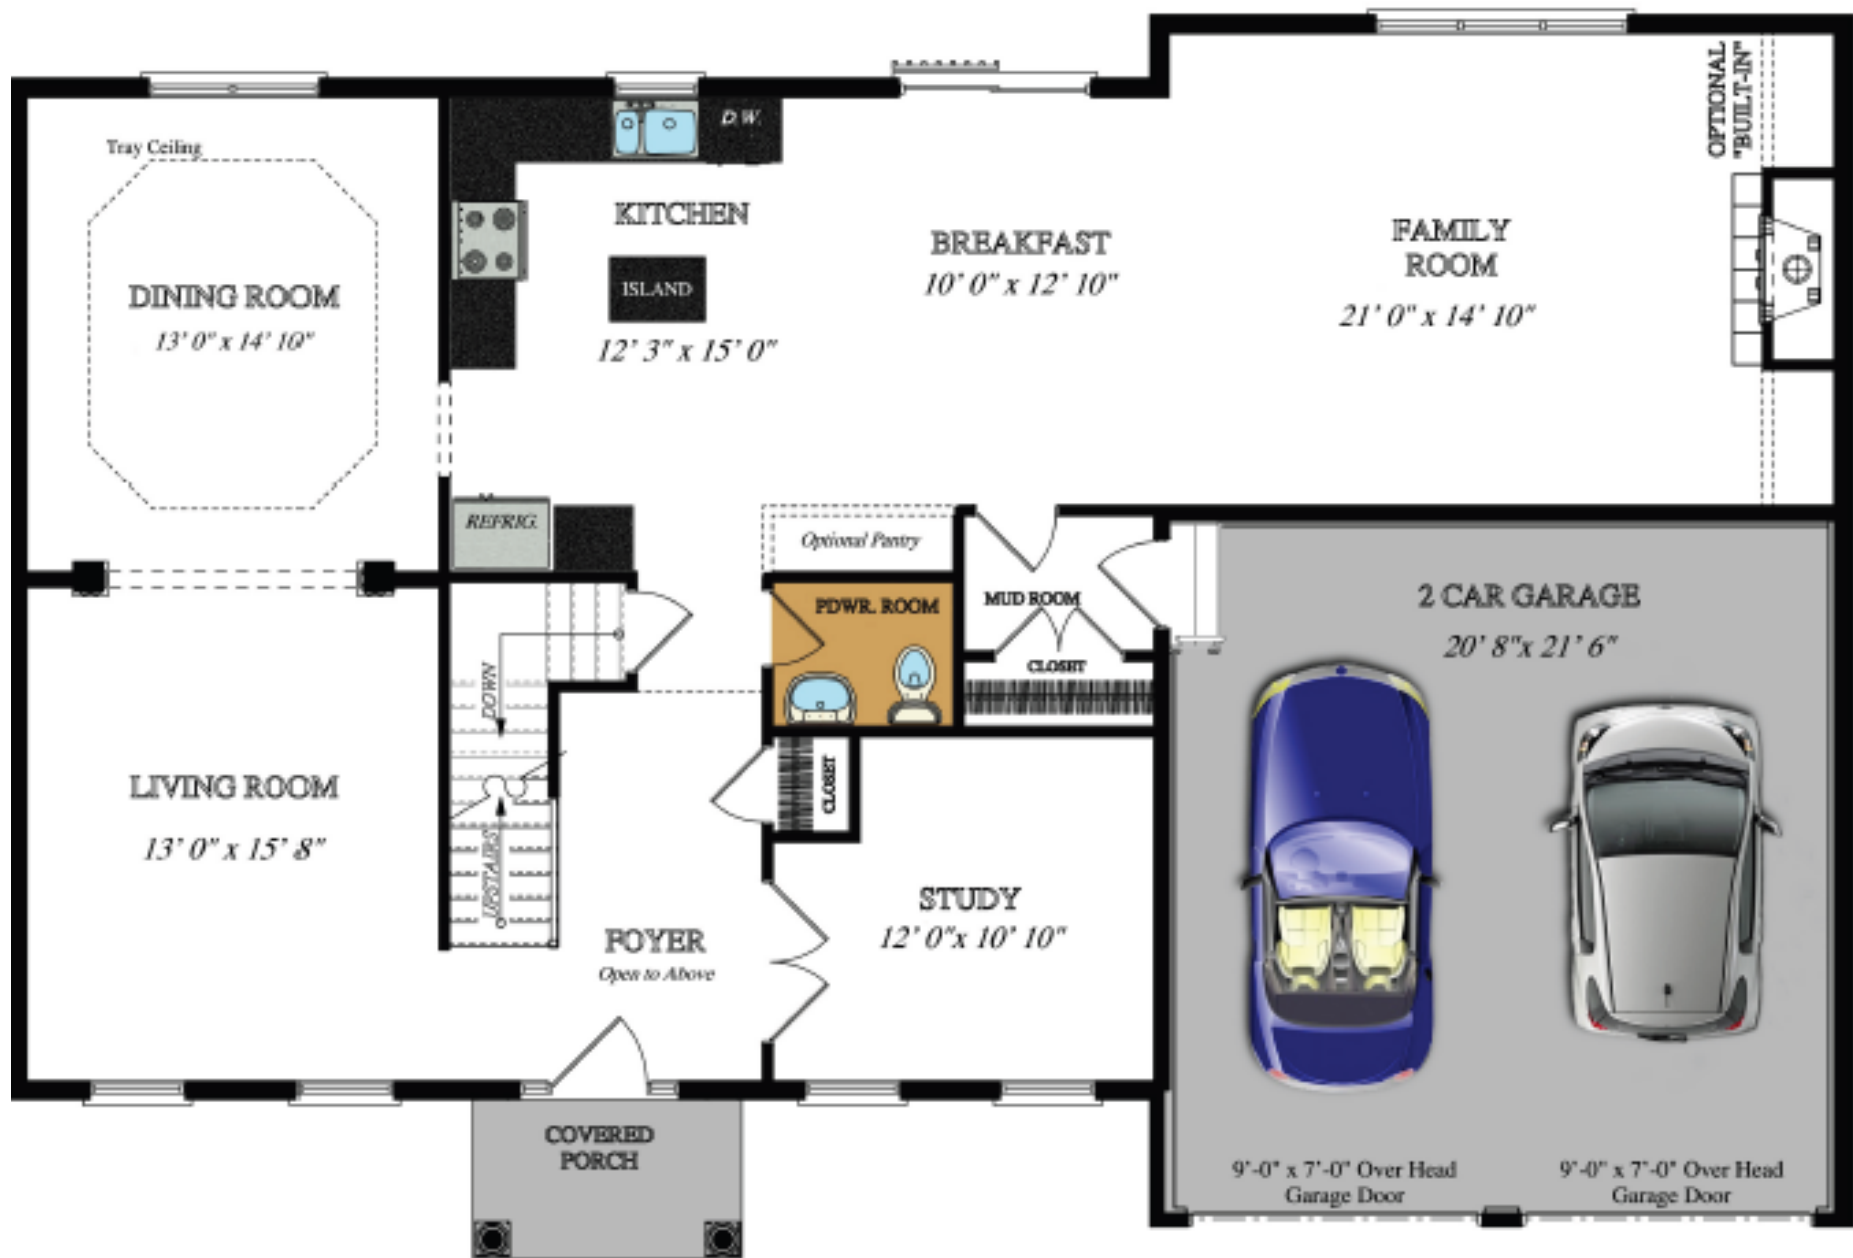 Tray Ceiling
DINING ROOM
13' 0" x 14' 10"
D.W.
KITCHEN
ISLAND
12' 3" x 15' 0"
BREAKFAST
10' 0" x 12' 10"
FAMILY
ROOM
21' 0" x 14' 10"
OPTIONAL
"BUILT-IN"
REFRIG.
Optional Pantry
PDWR. ROOM
MUD ROOM
CLOSET
2 CAR GARAGE
20' 8"x 21' 6"
DOWN
UPSTAIRS
LIVING ROOM
13' 0" x 15' 8"
CLOSET
STUDY
12' 0"x 10' 10"
FOYER
Open to Above
COVERED
PORCH
9'-0" x 7'-0" Over Head
Garage Door
9'-0" x 7'-0" Over Head
Garage Door